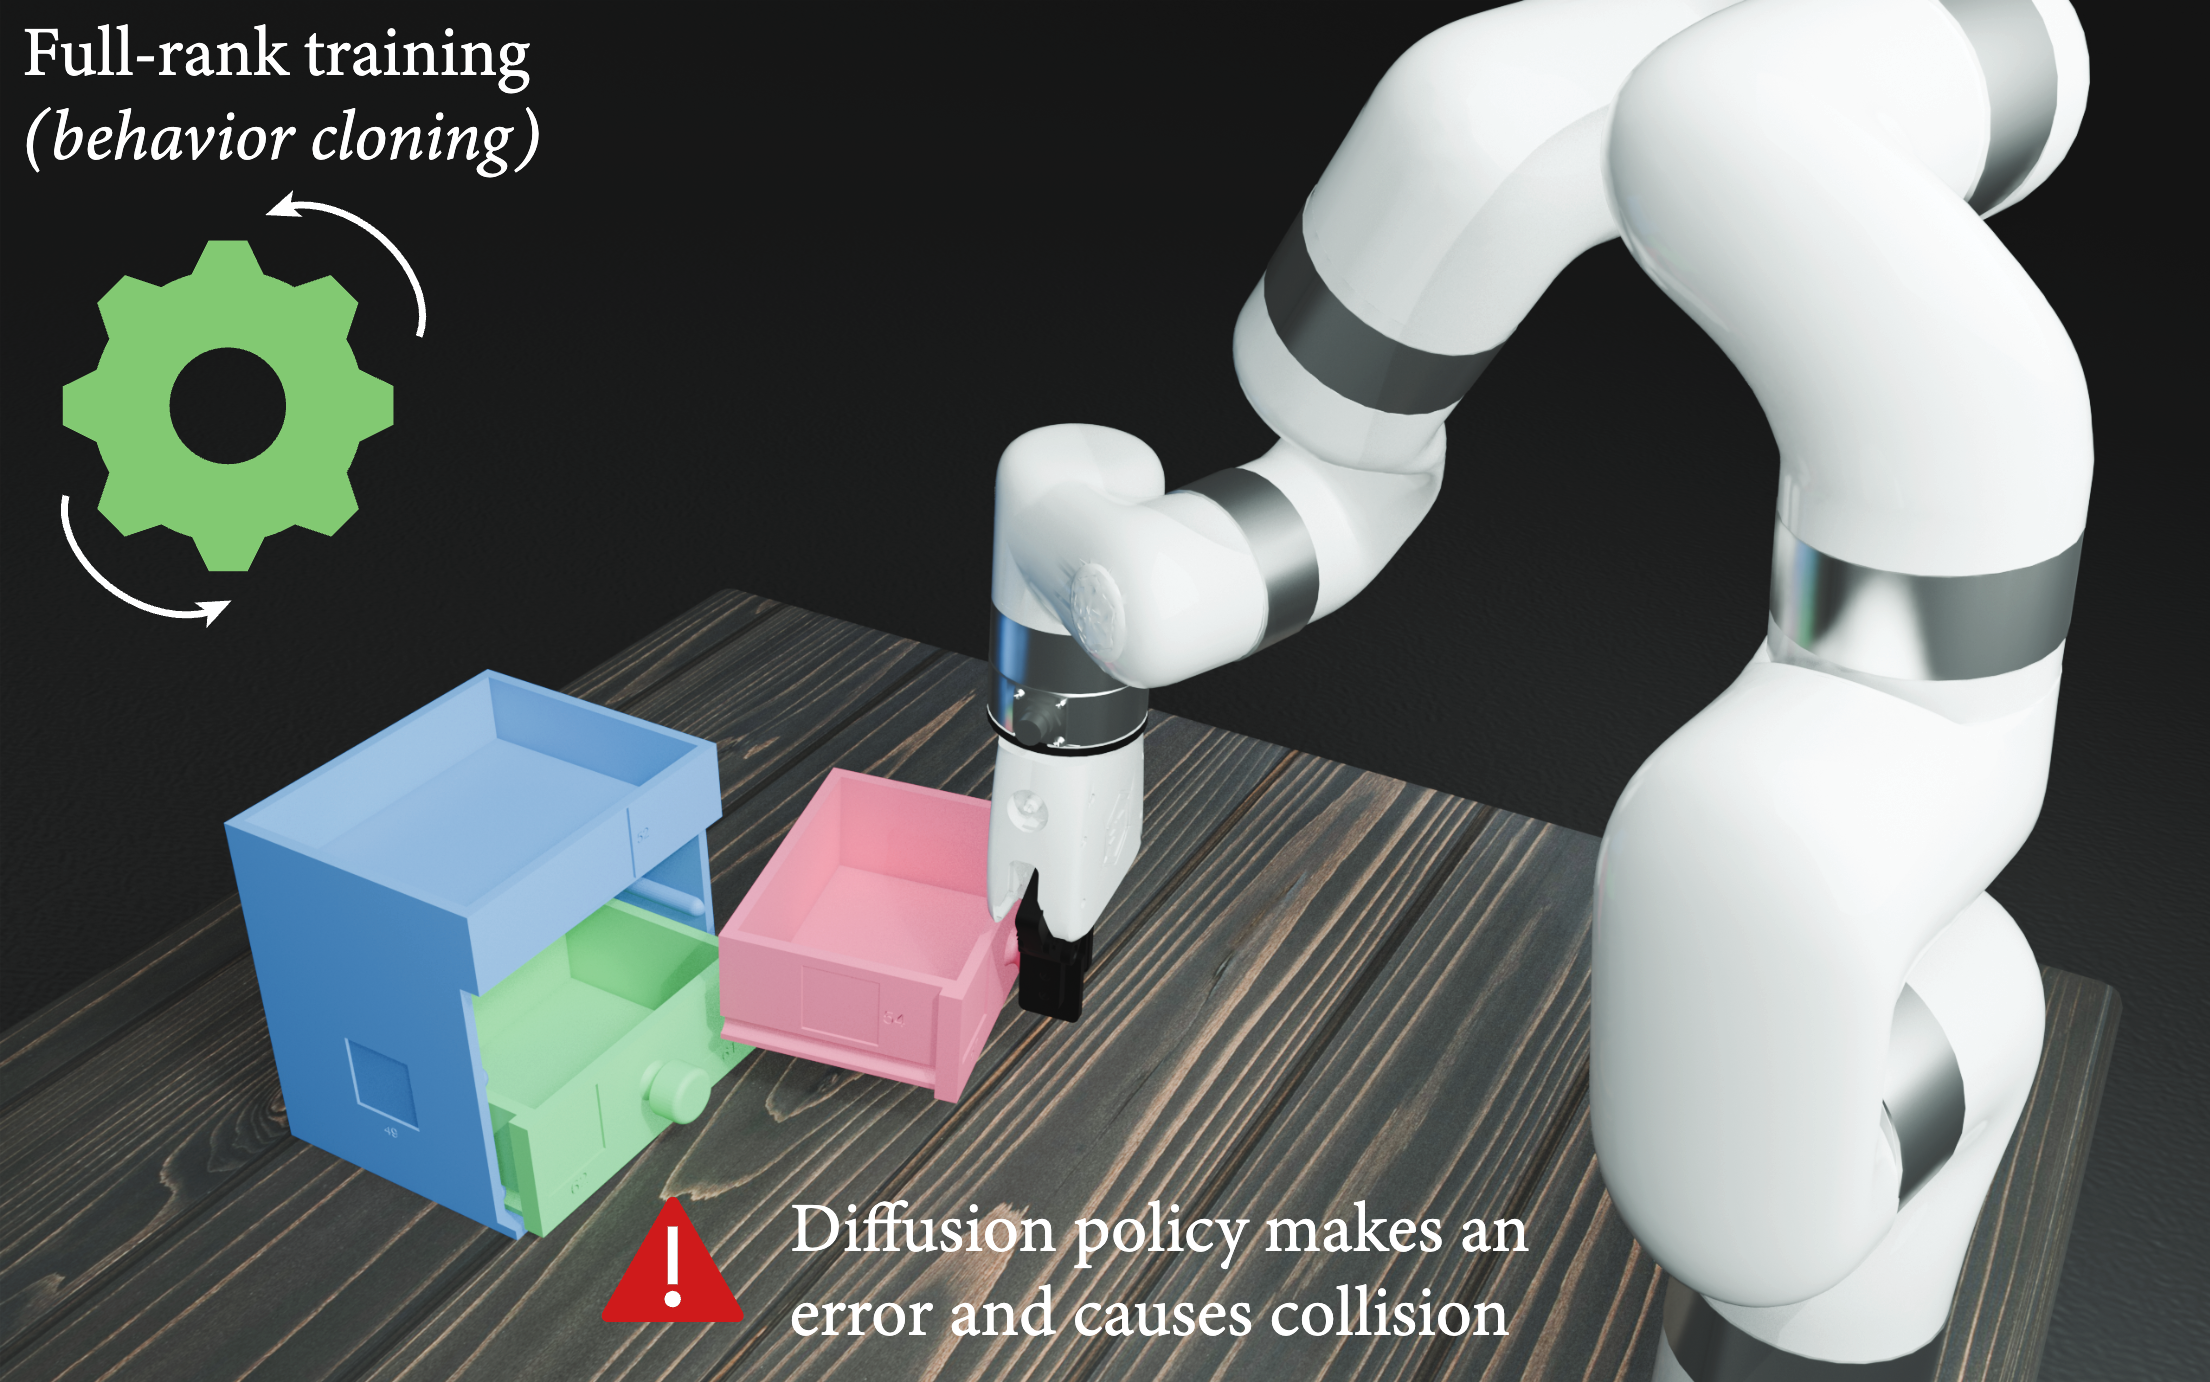 Full-rank training
(behavior cloning)
Diffusion policy makes an
error and causes collision